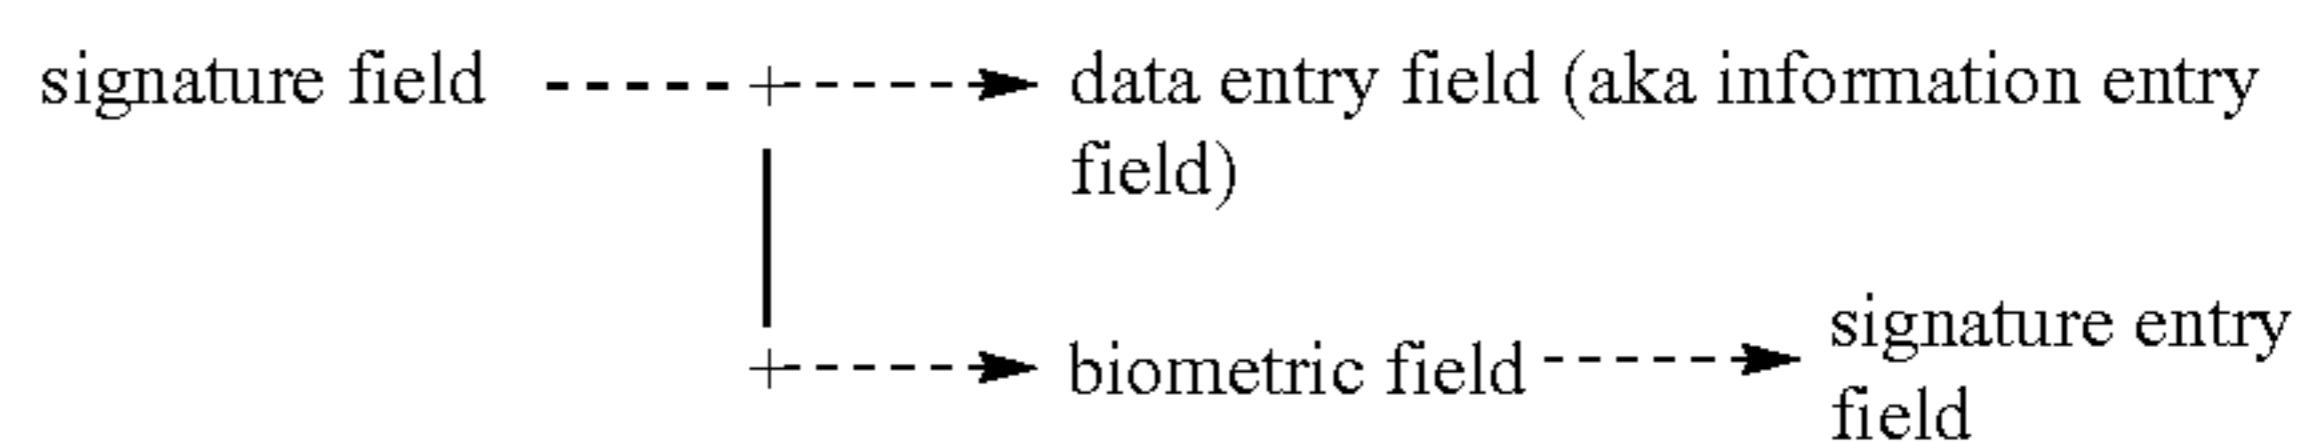 signature field
data entry field (aka information entry
field)
biometric field
signature entry
field